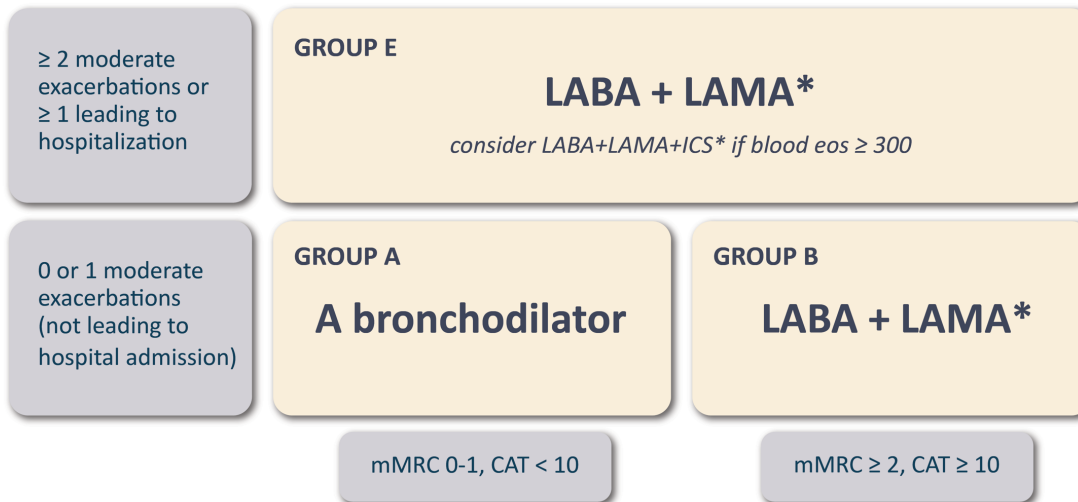 ≥ 2 moderate
exacerbations or
≥ 1 leading to
hospitalization
GROUP E
LABA + LAMA*
consider LABA+LAMA+ICS* if blood eos ≥ 300
0 or 1 moderate
exacerbations
(not leading to
hospital admission)
GROUP A
A bronchodilator
GROUP B
LABA + LAMA*
mMRC 0-1, CAT < 10
mMRC ≥ 2, CAT ≥ 10